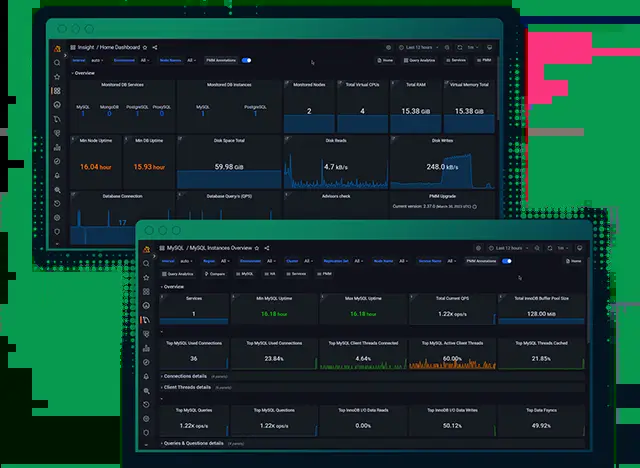 Insight / Home Dashboard
Last 12 hours
1m
Interval auto Environment All Node Names All PMM Annotations
Home Query Analytics Services PMM
Overview
Monitored DB Services
Monitored DB Instances
Monitored Nodes
Total Virtual CPUs
Total RAM
Virtual Memory Total
MySQL MongoDB PostgreSQL ProxySQL
1 0 1 0
MySQL PostgreSQL
1 1
2
4
15.38 GiB
15.38 GiB
Min Node Uptime
Min DB Uptime
Disk Space Total
Disk Reads
Disk Writes
16.04 hour
15.93 hour
59.98 GiB
4.7 kB/s
248.0 kB/s
Database Connection
Database Query's (QPS)
Advisors check
PMM Upgrade
17
MySQL / MySQL Instances Overview
Last 12 hours
1m
Interval auto Region All Environment All Cluster All Replication Set All Node Name All Service Name All PMM Annotations
Home
Query Analytics Compare MySQL HA Services PMM
Overview
Services
Min MySQL Uptime
Max MySQL Uptime
Total Current QPS
Total InnoDB Buffer Pool Size
1
16.18 hour
16.18 hour
1.22x ops/s
128.00 MiB
Top MySQL Used Connections
Top MySQL Used Connections
Top MySQL Client Threads Connected
Top MySQL Active Client Threads
Top MySQL Threads Cached
36
23.84%
4.64%
60.00%
21.85%
Connections details (4 panels)
Client Threads details
Top MySQL Queries
Top MySQL Questions
Top InnoDB I/O Data Reads
Top InnoDB I/O Data Writes
Top Data Fsyncs
1.22x ops/s
1.22x ops/s
0.00%
50.12%
49.92%
Queries & Questions details